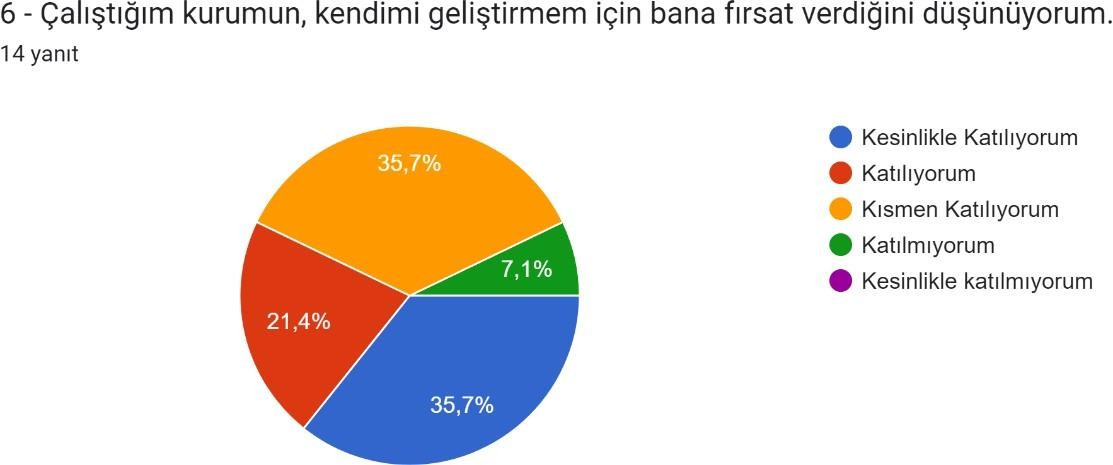 6 - Çalıştığım kurumun, kendimi geliştirmem için bana fırsat verdiğini düşünüyorum.
14 yanıt
35,7%
7,1%
21,4%
35,7%
Kesinlikle Katılıyorum
Katılıyorum
Kısmen Katılıyorum
Katılmıyorum
Kesinlikle katılmıyorum